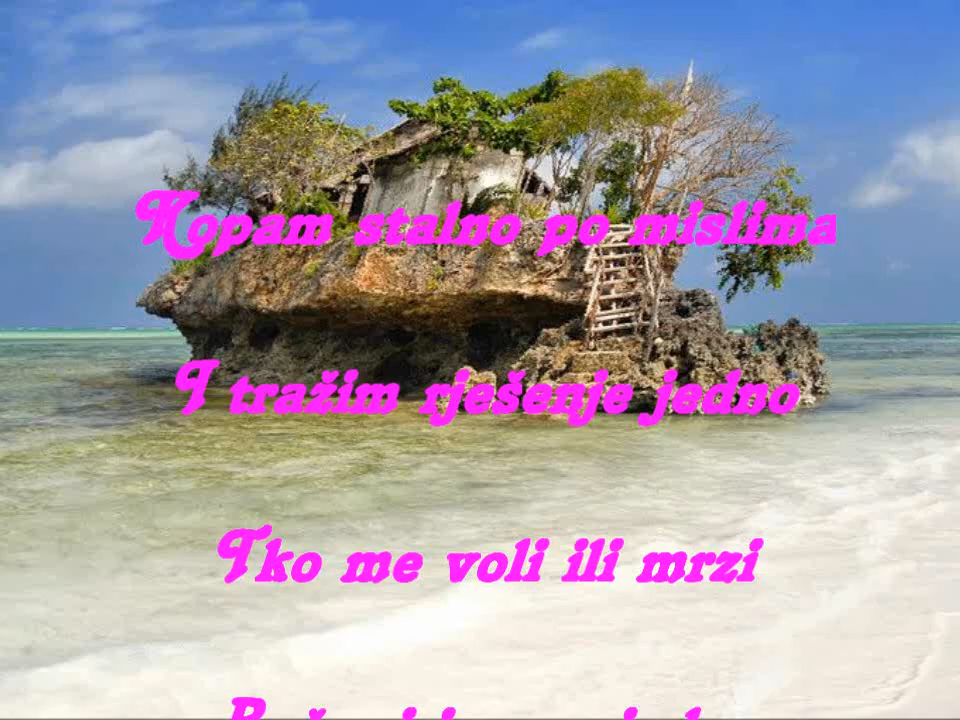 Kopam stalno po mislima
I tražim rješenje jedno
Tko me voli ili mrzi